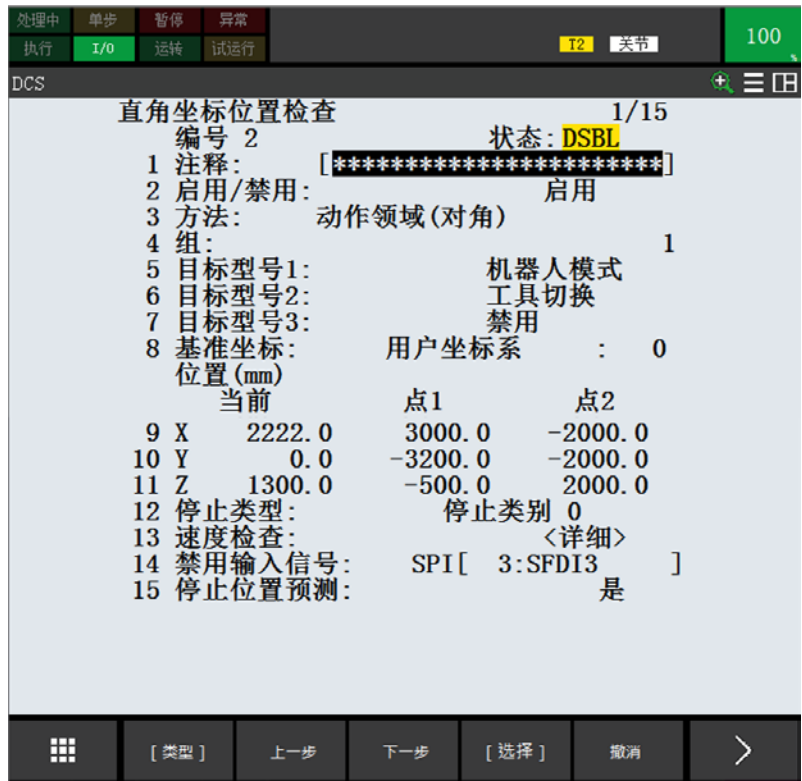 处理中 单步 暂停 异常
执行 I/O 运转 试运行 T2 关节 100 %
DCS
直角坐标位置检查 1/15
编号 2 状态: DSBL
1 注释: [***********************]
2 启用/禁用: 启用
3 方法: 动作领域(对角)
4 组: 1
5 目标型号1: 机器人模式
6 目标型号2: 工具切换
7 目标型号3: 禁用
8 基准坐标: 用户坐标系 : 0
位置(mm)
当前 点1 点2
9 X 2222.0 3000.0 -2000.0
10 Y 0.0 -3200.0 -2000.0
11 Z 1300.0 -500.0 2000.0
12 停止类型: 停止类别 0
13 速度检查: <详细>
14 禁用输入信号: SPI[ 3:SFDI3 ]
15 停止位置预测: 是
[ 类型 ] 上一步 下一步 [ 选择 ] 撤消